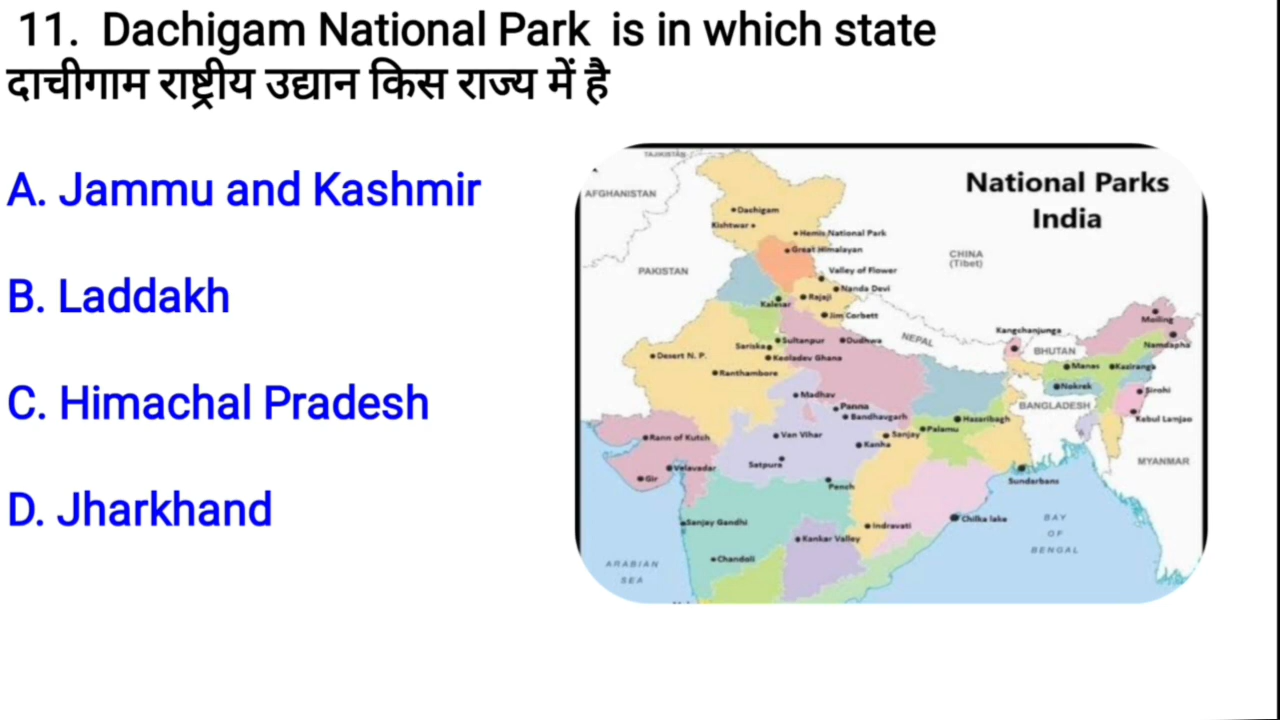 11. Dachigam National Park is in which state
दाचीगाम राष्ट्रीय उद्यान किस राज्य में है
A. Jammu and Kashmir
B. Laddakh
C. Himachal Pradesh
D. Jharkhand
National Parks
India
TAJIKISTAN
AFGHANISTAN
Dachigam
Kishtwar
Hemis National Park
Great Himalayan
CHINA
(Tibet)
PAKISTAN
Valley of Flower
Nanda Devi
Rajaji
Kalesar
Jim Corbett
Kangchanjunga
NEPAL
BHUTAN
Mouling
Namdapha
Sariska
Sultanpur
Dudhwa
Desert N. P.
Keoladev Ghana
Ranthambore
Manas
Kaziranga
Nokrek
Sirohi
Madhav
Panna
Bandhavgarh
BANGLADESH
Kebul Lamjao
Hazaribagh
Palamu
Sanjay
Rann of Kutch
Van Vihar
Kanha
MYANMAR
Velavadar
Gir
Satpura
Pench
Sundarbans
Sanjay Gandhi
Indravati
Chilka lake
BAY
OF
BENGAL
Kankar Valley
Chandoli
ARABIAN
SEA